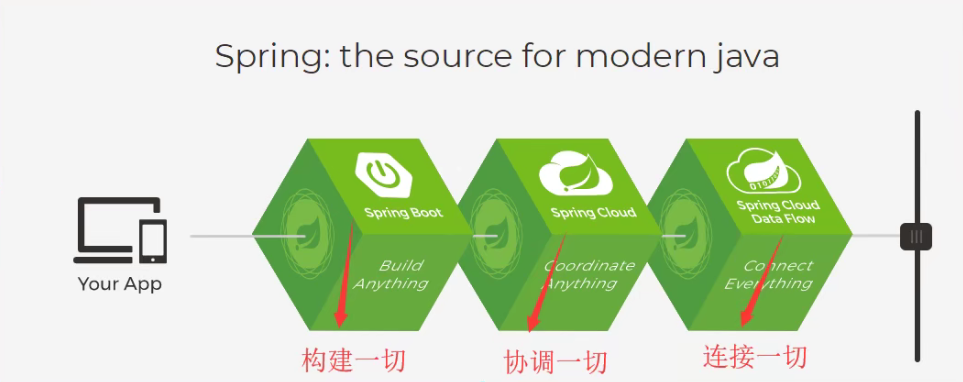 Spring: the source for modern java
Your App
Spring Boot
Build
Anything
构建一切
Spring Cloud
Coordinate
Anything
协调一切
Spring Cloud
Data Flow
Connect
Everything
连接一切